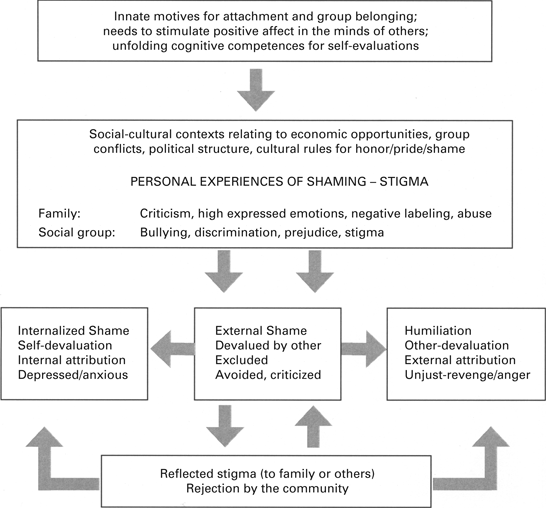 Innate motives for attachment and group belonging;
needs to stimulate positive affect in the minds of others;
unfolding cognitive competences for self-evaluations
Social-cultural contexts relating to economic opportunities, group
conflicts, political structure, cultural rules for honor/pride/shame
PERSONAL EXPERIENCES OF SHAMING – STIGMA
Family: Criticism, high expressed emotions, negative labeling, abuse
Social group: Bullying, discrimination, prejudice, stigma
Internalized Shame
Self-devaluation
Internal attribution
Depressed/anxious
External Shame
Devalued by other
Excluded
Avoided, criticized
Humiliation
Other-devaluation
External attribution
Unjust-revenge/anger
Reflected stigma (to family or others)
Rejection by the community